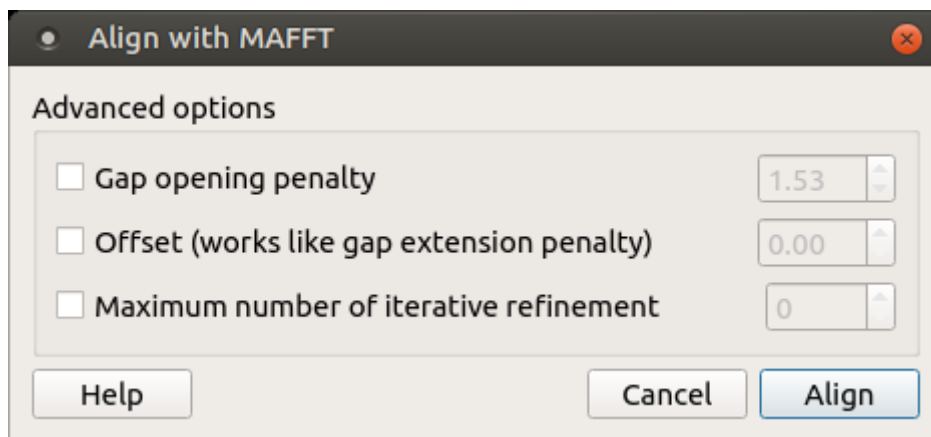 Align with MAFFT
Advanced options
Gap opening penalty 1.53
Offset (works like gap extension penalty) 0.00
Maximum number of iterative refinement 0
Help Cancel Align